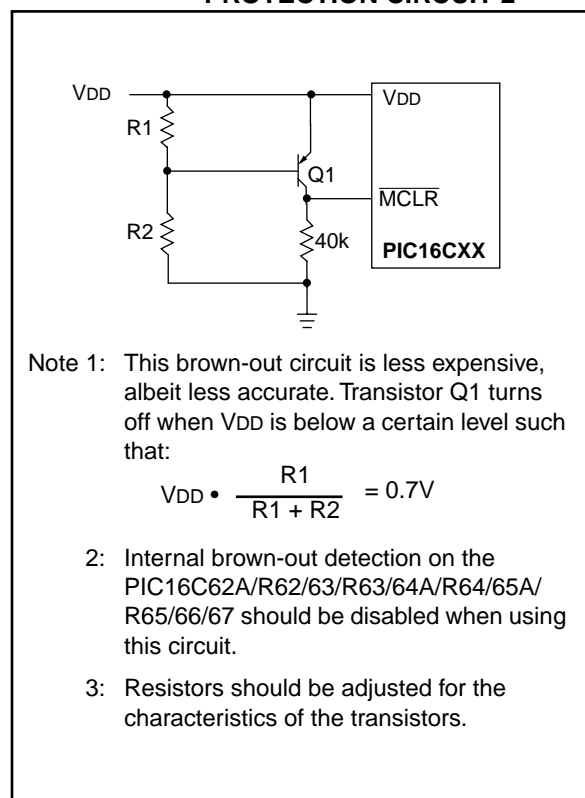 PROTECTION CIRCUIT 2
VDD
VDD
R1
Q1
MCLR
R2
40k
PIC16CXX
Note 1: This brown-out circuit is less expensive,
albeit less accurate. Transistor Q1 turns
off when VDD is below a certain level such
that:
VDD • R1 / R1 + R2 = 0.7V
2: Internal brown-out detection on the
PIC16C62A/R62/63/R63/64A/R64/65A/
R65/66/67 should be disabled when using
this circuit.
3: Resistors should be adjusted for the
characteristics of the transistors.